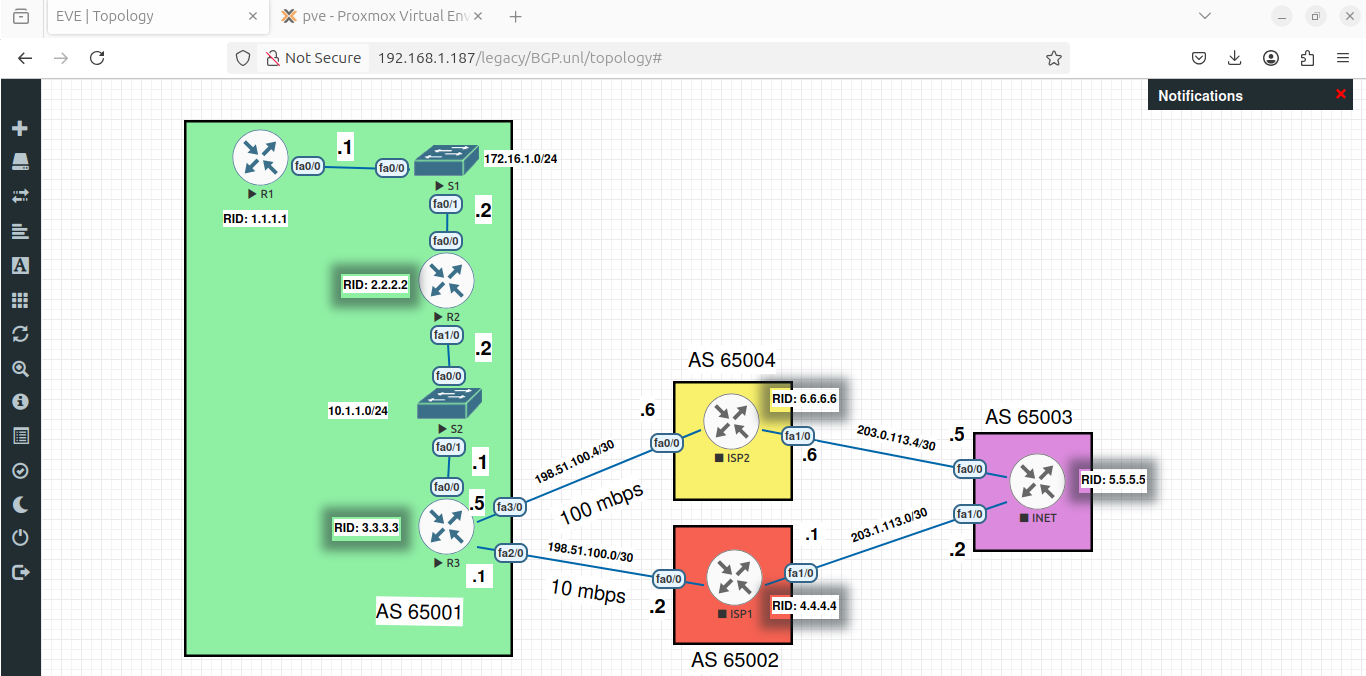 EVE | Topology
pve - Proxmox Virtual Env
Not Secure
192.168.1.187/legacy/BGP.unl/topology#
Notifications
R1
fa0/0
.1
fa0/0
S1
172.16.1.0/24
RID: 1.1.1.1
fa0/1
.2
fa0/0
RID: 2.2.2.2
R2
fa1/0
.2
fa0/0
10.1.1.0/24
S2
fa0/1
.1
fa0/0
RID: 3.3.3.3
R3
.5
fa3/0
fa2/0
.1
AS 65001
198.51.100.4/30
100 mbps
198.51.100.0/30
10 mbps
AS 65004
RID: 6.6.6.6
.6
fa0/0
ISP2
fa1/0
.6
203.0.113.4/30
fa0/0
.2
ISP1
fa1/0
.1
RID: 4.4.4.4
AS 65002
203.1.113.0/30
AS 65003
.5
fa0/0
fa1/0
.2
INET
RID: 5.5.5.5